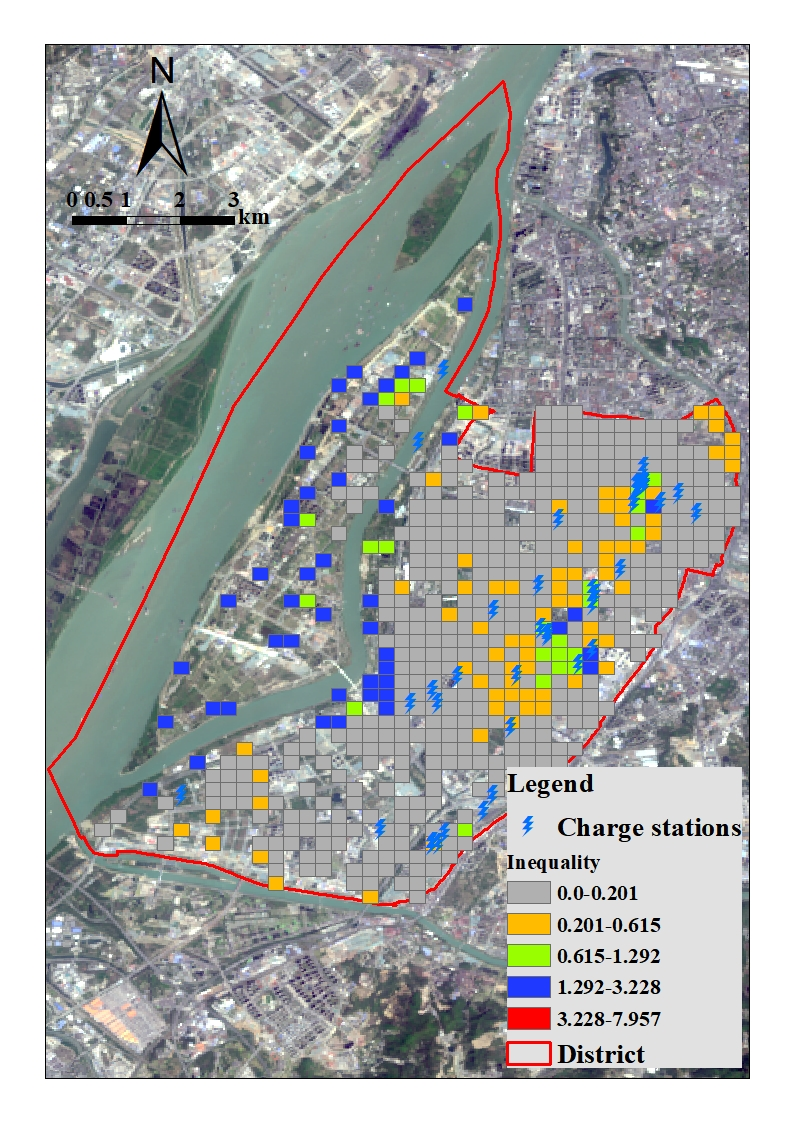 N
0 0.5 1 2 3
km
Legend
Charge stations
Inequality
0.0-0.201
0.201-0.615
0.615-1.292
1.292-3.228
3.228-7.957
District